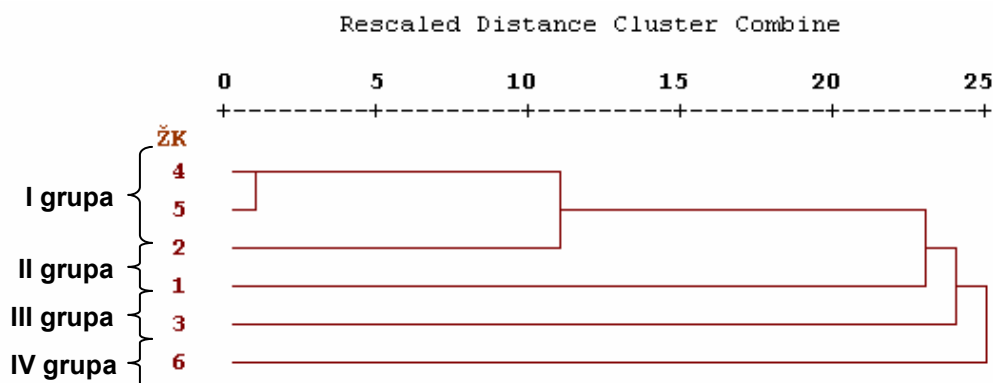 Rescaled Distance Cluster Combine
0 5 10 15 20 25
+---------+---------+---------+---------+---------+
ŽK
I grupa 4
5
2
II grupa 1
III grupa 3
IV grupa 6